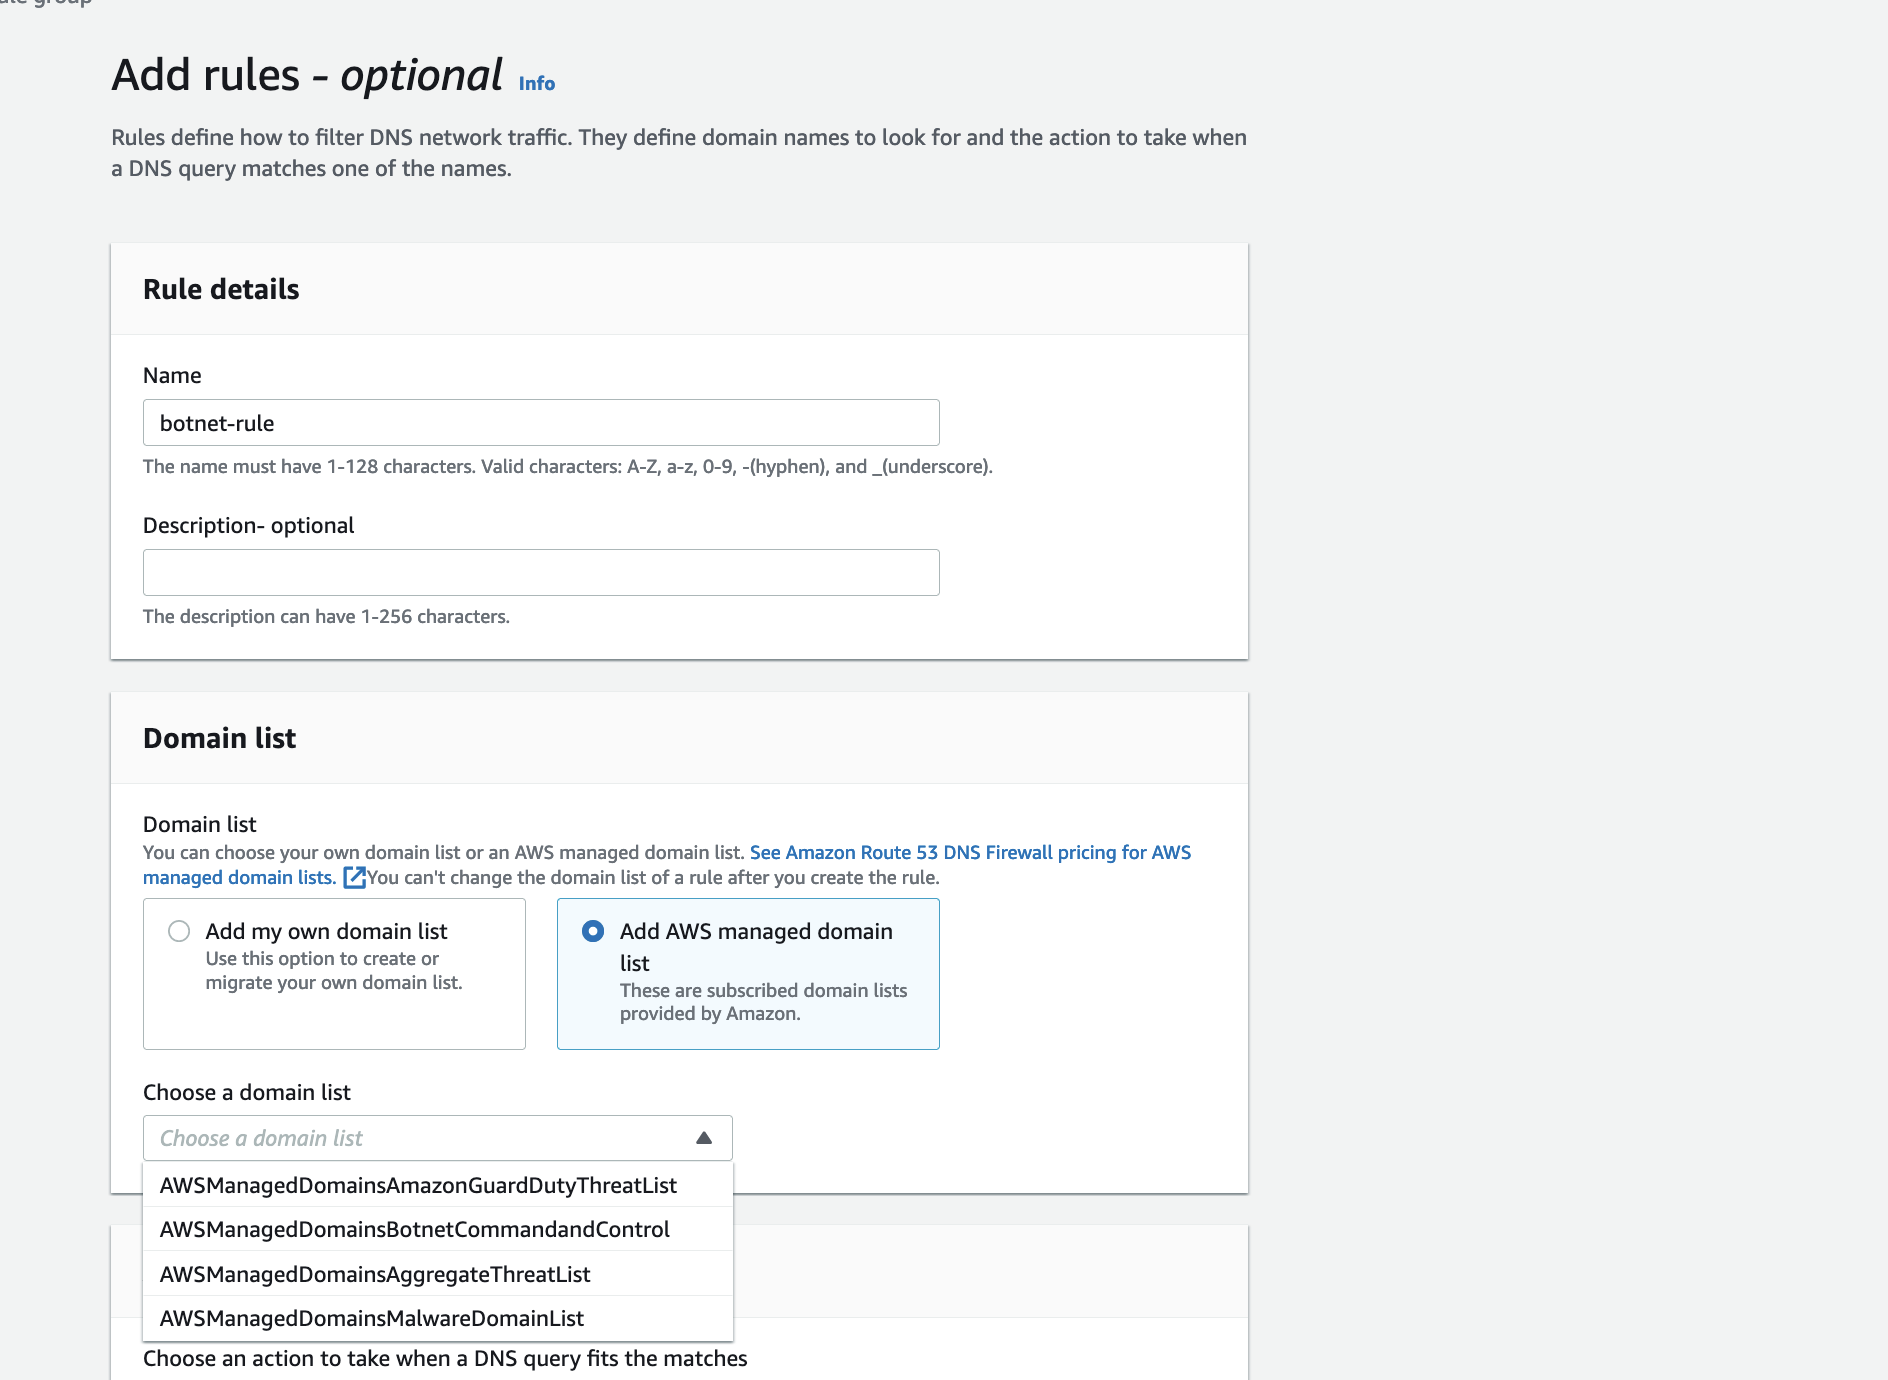 group
Add rules - optional Info
Rules define how to filter DNS network traffic. They define domain names to look for and the action to take when
a DNS query matches one of the names.
Rule details
Name
botnet-rule
The name must have 1-128 characters. Valid characters: A-Z, a-z, 0-9, -(hyphen), and _(underscore).
Description- optional
The description can have 1-256 characters.
Domain list
Domain list
You can choose your own domain list or an AWS managed domain list. See Amazon Route 53 DNS Firewall pricing for AWS
managed domain lists. You can't change the domain list of a rule after you create the rule.
Add my own domain list
Use this option to create or
migrate your own domain list.
Add AWS managed domain
list
These are subscribed domain lists
provided by Amazon.
Choose a domain list
Choose a domain list
AWSManagedDomainsAmazonGuardDutyThreatList
AWSManagedDomainsBotnetCommandandControl
AWSManagedDomainsAggregateThreatList
AWSManagedDomainsMalwareDomainList
Choose an action to take when a DNS query fits the matches